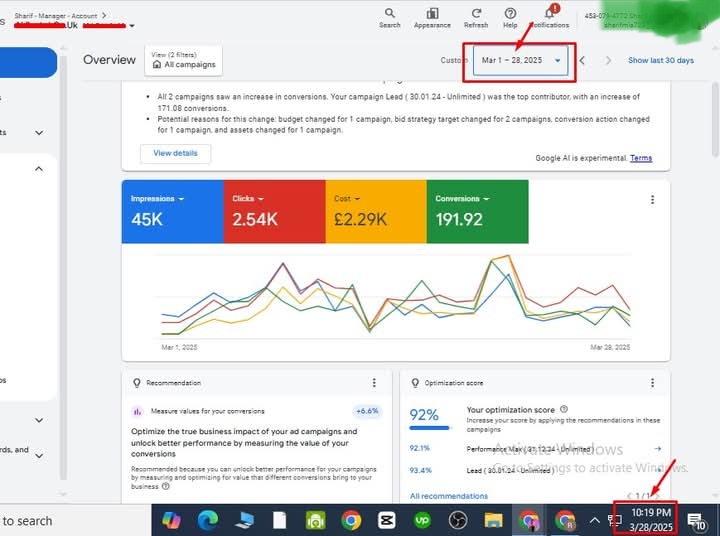 Sharif - Manager - Account
.Uk
Search
Appearance
Refresh
Help
Notifications
Overview
View (2 filters)
All campaigns
Custom
Mar 1 – 28, 2025
Show last 30 days
All 2 campaigns saw an increase in conversions. Your campaign Lead ( 30.01.24 - Unlimited ) was the top contributor, with an increase of
171.08 conversions.
Potential reasons for this change: budget changed for 1 campaign, bid strategy target changed for 2 campaigns, conversion action changed
for 1 campaign, and assets changed for 1 campaign.
View details
Google AI is experimental. Terms
Impressions
Clicks
Cost
Conversions
45K
2.54K
£2.29K
191.92
Mar 1, 2025
Mar 28, 2025
Recommendation
Measure values for your conversions
+6.6%
Optimize the true business impact of your ad campaigns and
unlock better performance by measuring the value of your
conversions
Recommended because you can unlock better performance for your campaigns
by measuring and optimizing for value that different conversions bring to your
business
Optimization score
92%
Your optimization score
Increase your score by applying the recommendations in these
campaigns
92.1%
Performance Max ( 31.12.24 - Unlimited )
93.4%
Lead ( 30.01.24 - Unlimited )
All recommendations
1 / 1
Activate Windows
Go to Settings to activate Windows.
to search
up
R
10:19 PM
3/28/2025
10